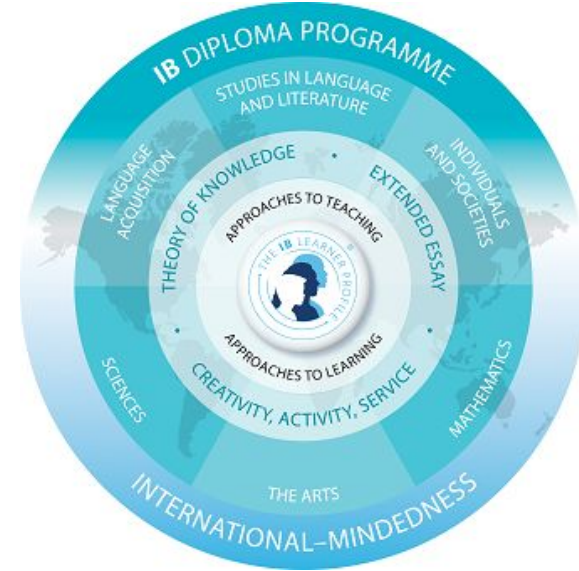 IB DIPLOMA PROGRAMME
STUDIES IN LANGUAGE
AND LITERATURE
LANGUAGE
ACQUISITION
INDIVIDUALS
AND SOCIETIES
THEORY OF KNOWLEDGE
•
EXTENDED ESSAY
APPROACHES TO TEACHING
THE IB LEARNER PROFILE
®
APPROACHES TO LEARNING
•
CREATIVITY, ACTIVITY, SERVICE
•
SCIENCES
MATHEMATICS
THE ARTS
INTERNATIONAL–MINDEDNESS